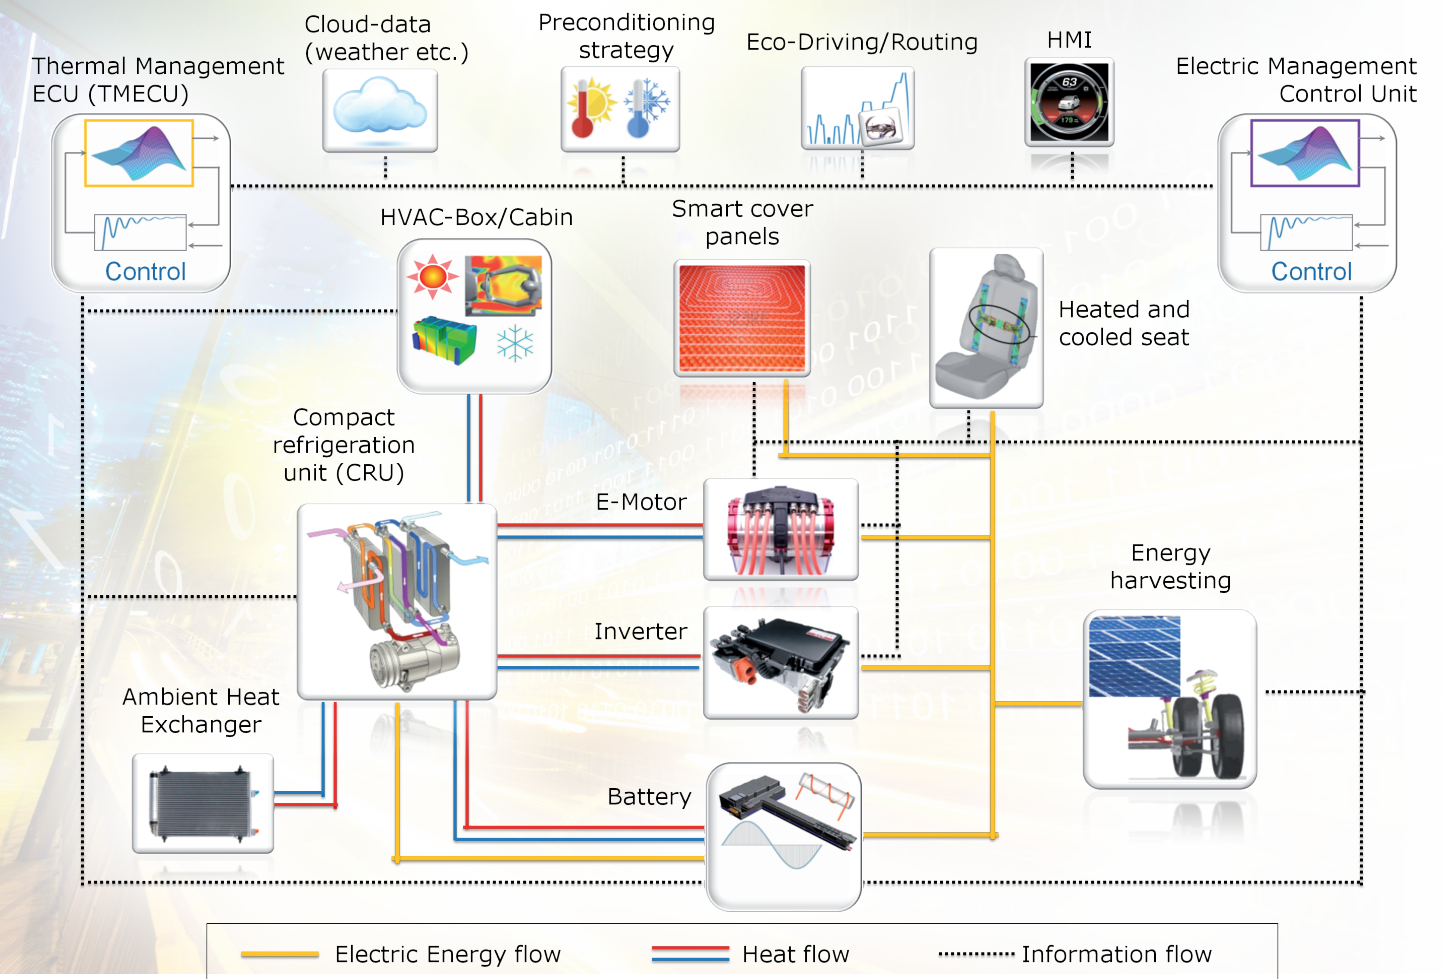 Cloud-data
(weather etc.)
Preconditioning
strategy
Eco-Driving/Routing
HMI
Thermal Management
ECU (TMECU)
Electric Management
Control Unit
63
179
Control
Control
HVAC-Box/Cabin
Smart cover
panels
Heated and
cooled seat
Compact
refrigeration
unit (CRU)
E-Motor
Energy
harvesting
Inverter
Ambient Heat
Exchanger
Battery
Electric Energy flow
Heat flow
Information flow